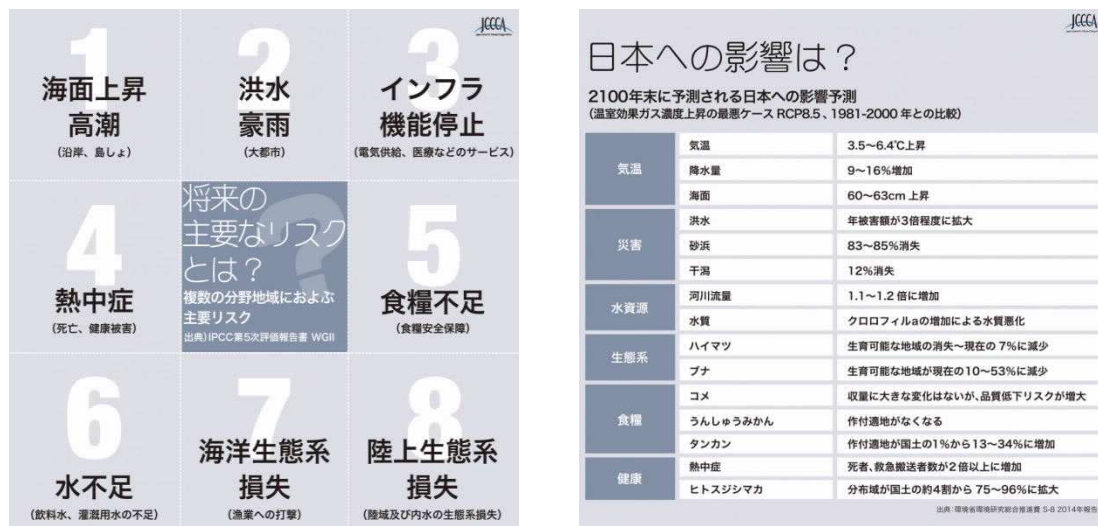 JCCCA
1
海面上昇
高潮
(沿岸、島しょ)
2
洪水
豪雨
(大都市)
3
インフラ
機能停止
(電気供給、医療などのサービス)
4
熱中症
(死亡、健康被害)
将来の
主要なリスク
とは？
?
複数の分野地域におよぶ
主要リスク
出典)IPCC第5次評価報告書 WGII
5
食糧不足
(食糧安全保障)
6
水不足
(飲料水、灌漑用水の不足)
7
海洋生態系
損失
(漁業への打撃)
8
陸上生態系
損失
(陸域及び内水の生態系損失)
JCCCA
日本への影響は？
2100年末に予測される日本への影響予測
(温室効果ガス濃度上昇の最悪ケース RCP8.5、1981-2000 年との比較)
気温
気温 3.5～6.4℃上昇
降水量 9～16%増加
海面 60～63cm 上昇
災害
洪水 年被害額が3倍程度に拡大
砂浜 83～85%消失
干潟 12%消失
水資源
河川流量 1.1～1.2 倍に増加
水質 クロロフィルaの増加による水質悪化
生態系
ハイマツ 生育可能な地域の消失～現在の 7%に減少
ブナ 生育可能な地域が現在の10～53%に減少
食糧
コメ 収量に大きな変化はないが、品質低下リスクが増大
うんしゅうみかん 作付適地がなくなる
タンカン 作付適地が国土の1%から13～34%に増加
健康
熱中症 死者、救急搬送者数が2倍以上に増加
ヒトスジシマカ 分布域が国土の約4割から 75～96%に拡大
出典:環境省環境研究総合推進費 S-8 2014年報告